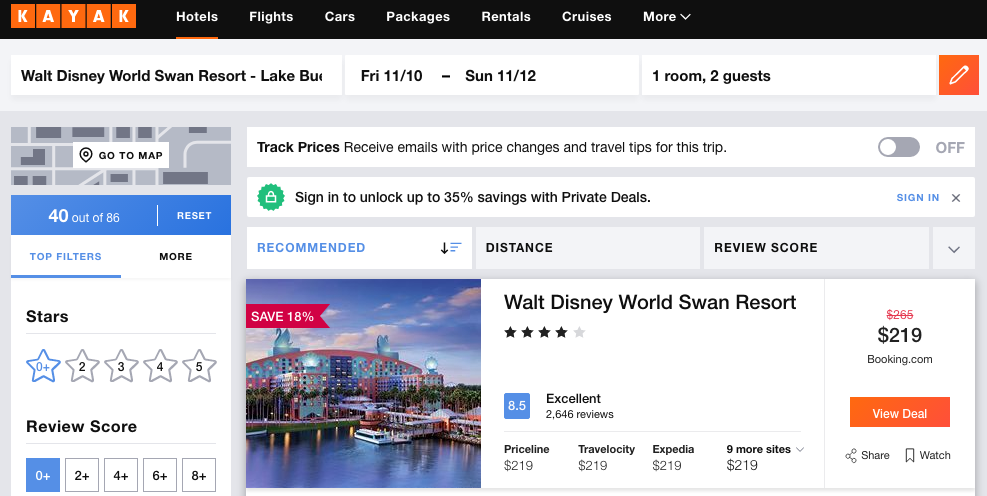 KAYAK
Hotels Flights Cars Packages Rentals Cruises More
Walt Disney World Swan Resort - Lake Bue
Fri 11/10 – Sun 11/12
1 room, 2 guests
GO TO MAP
40 out of 86 RESET
TOP FILTERS MORE
Stars
0+ 2 3 4 5
Review Score
0+ 2+ 4+ 6+ 8+
Track Prices Receive emails with price changes and travel tips for this trip. OFF
Sign in to unlock up to 35% savings with Private Deals. SIGN IN
RECOMMENDED DISTANCE REVIEW SCORE
SAVE 18%
Walt Disney World Swan Resort
8.5 Excellent
2,646 reviews
Priceline Travelocity Expedia 9 more sites
$219 $219 $219 $219
$265
$219
Booking.com
View Deal
Share Watch